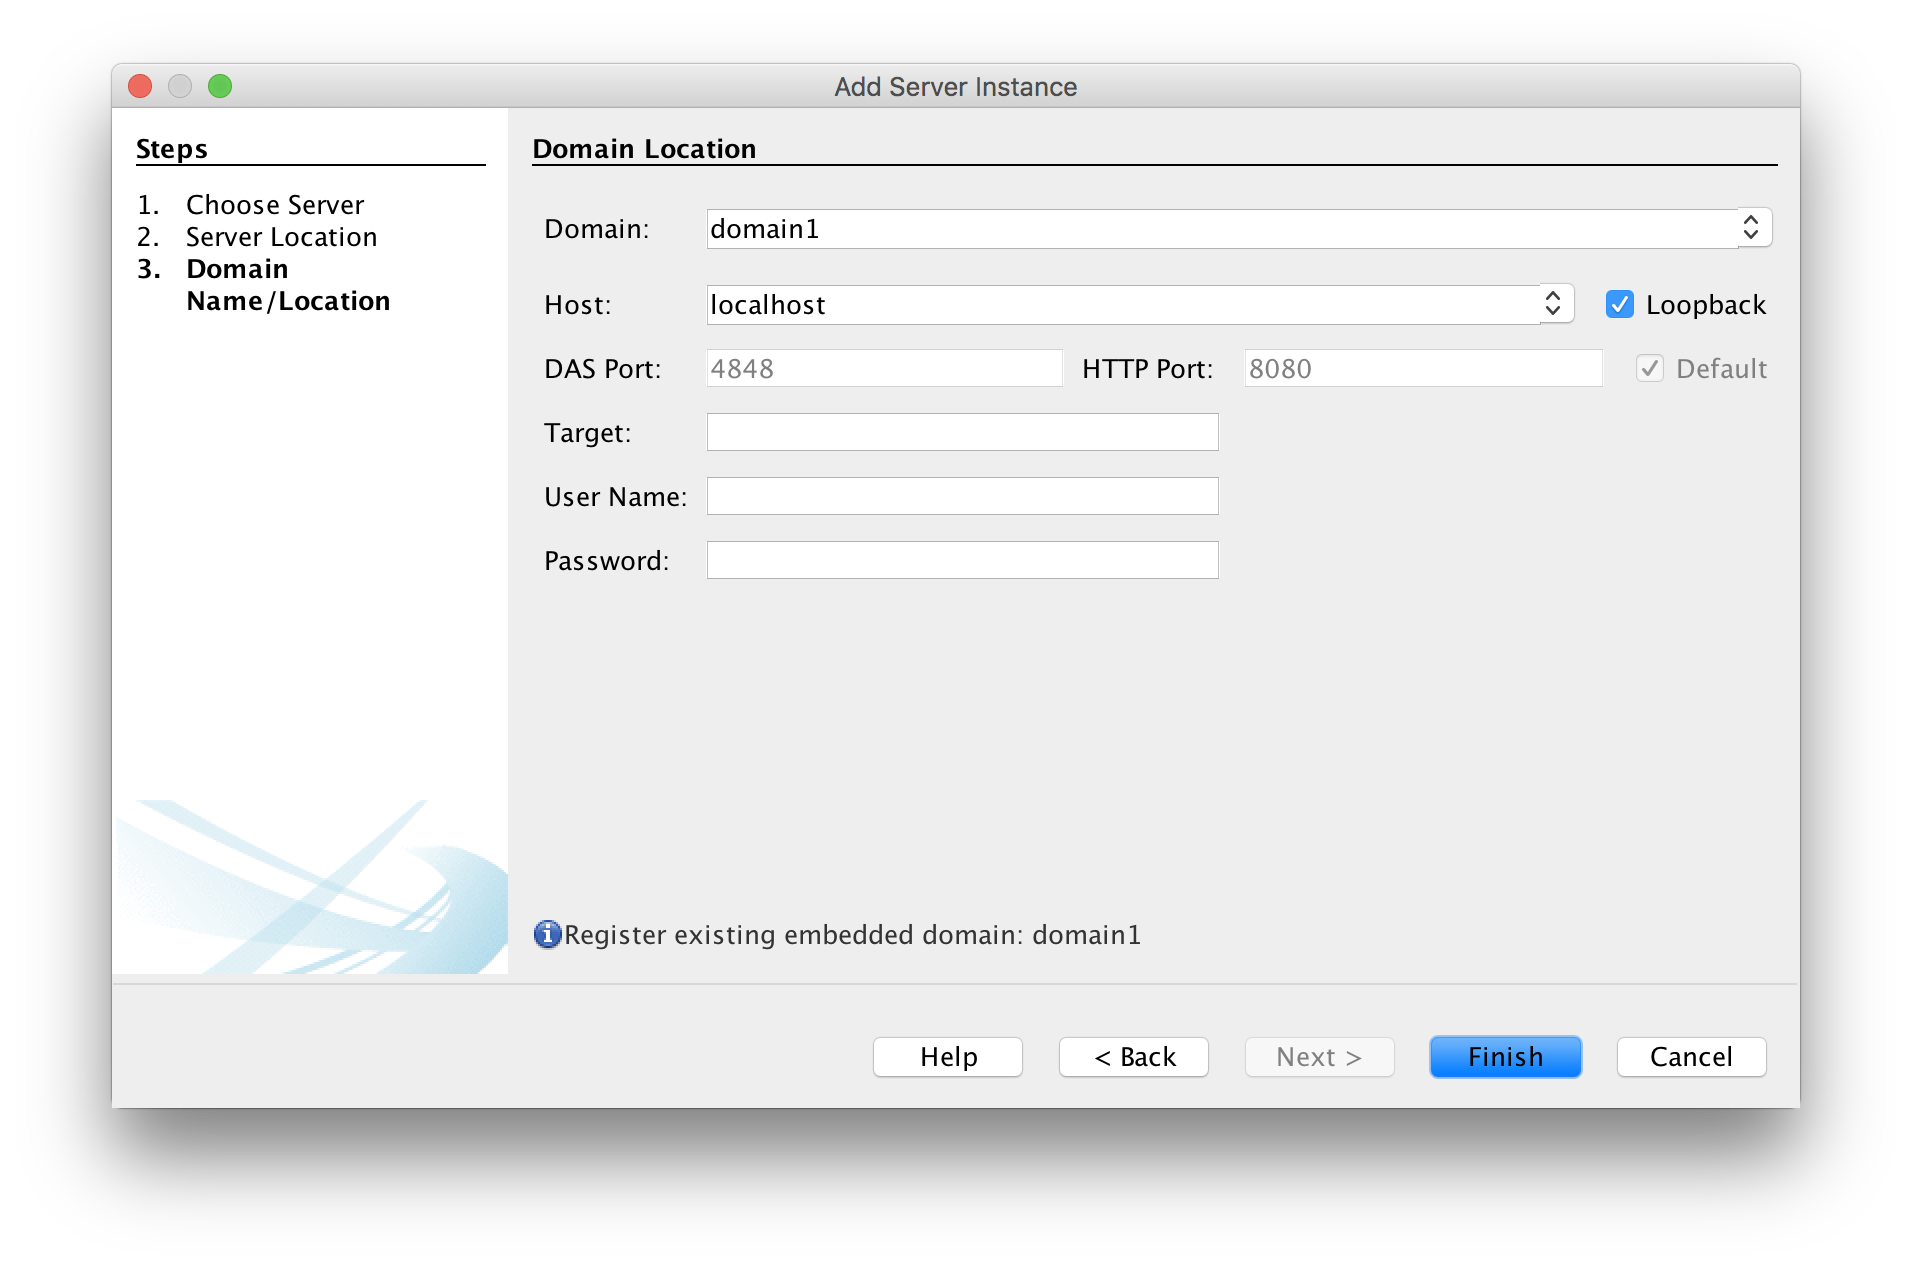 Add Server Instance
Steps
1. Choose Server
2. Server Location
3. Domain
Name/Location
Domain Location
Domain: domain1
Host: localhost Loopback
DAS Port: 4848 HTTP Port: 8080 Default
Target:
User Name:
Password:
Register existing embedded domain: domain1
Help < Back Next > Finish Cancel